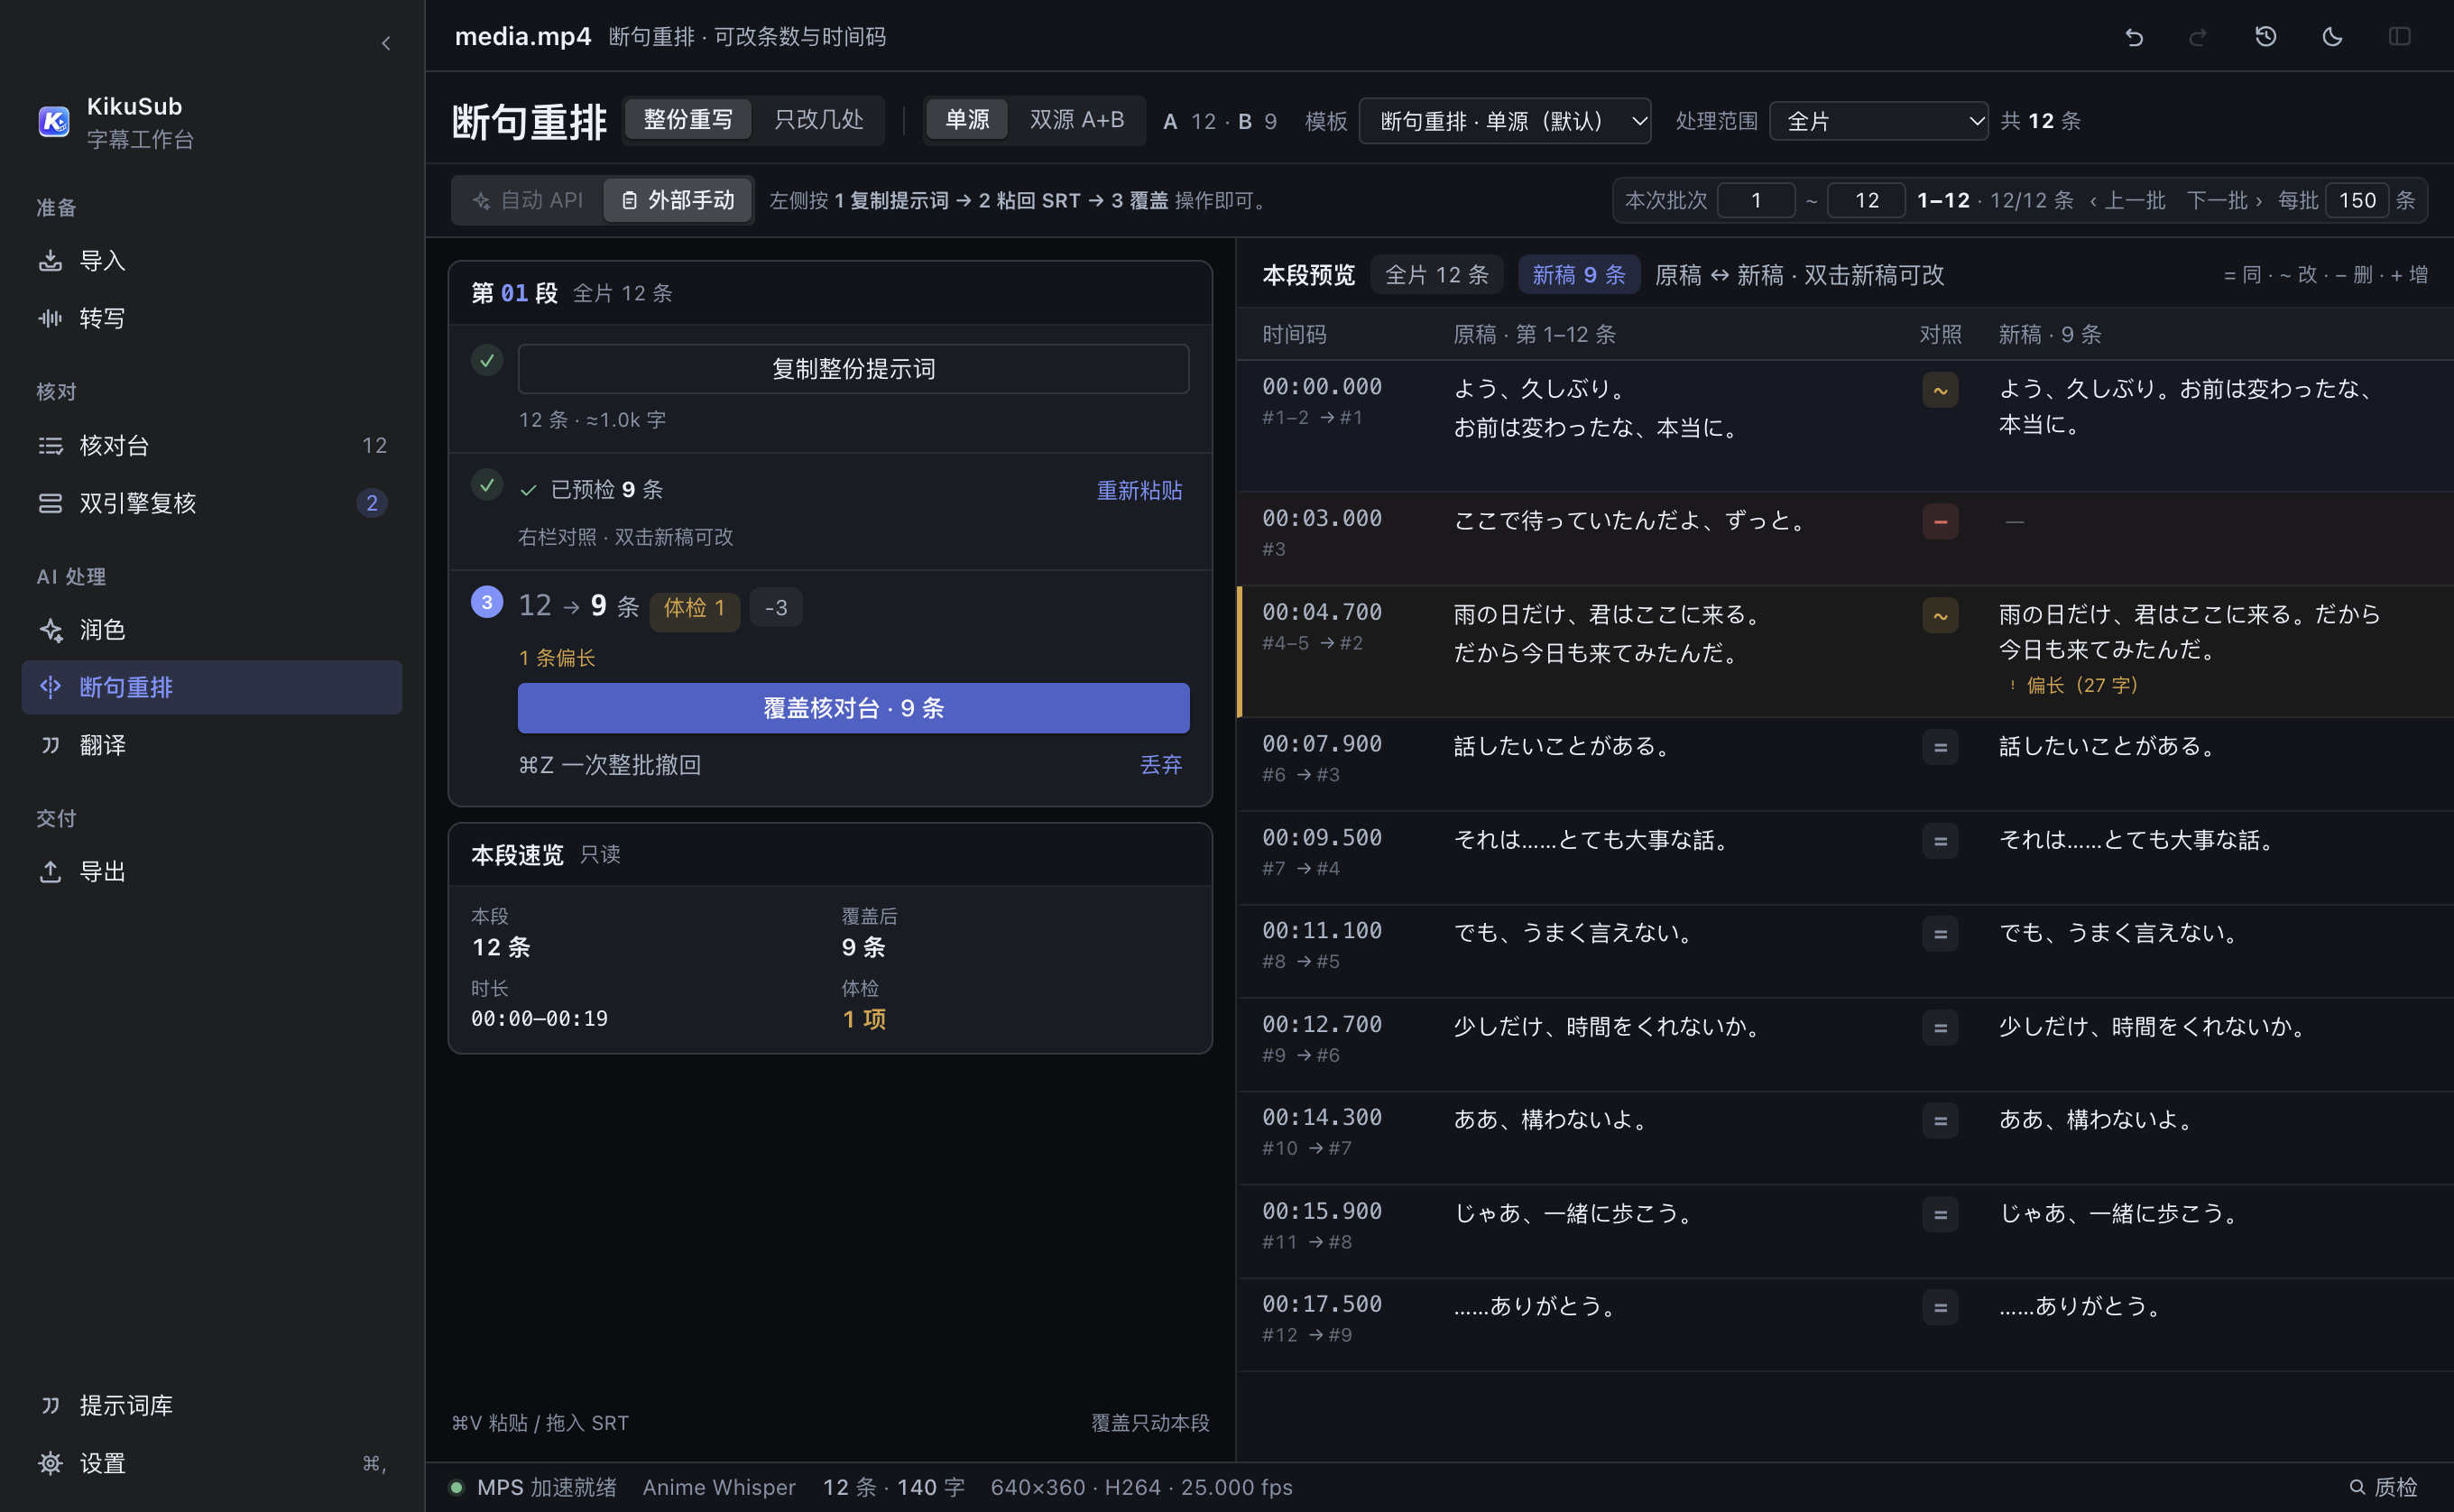 KikuSub
字幕工作台
准备
导入
转写
核对
核对台 12
双引擎复核 2
AI 处理
润色
断句重排
翻译
交付
导出
提示词库
设置 ⌘,
media.mp4 断句重排 · 可改条数与时间码
断句重排 整份重写 只改几处 单源 双源 A+B A 12 · B 9 模板 断句重排 · 单源（默认） 处理范围 全片 共 12 条
自动 API 外部手动 左侧按 1 复制提示词 → 2 粘回 SRT → 3 覆盖 操作即可。 本次批次 1 ~ 12 1–12 · 12/12 条 ‹ 上一批 下一批 › 每批 150 条
第 01 段 全片 12 条
复制整份提示词
12 条 · ≈1.0k 字
已预检 9 条 重新粘贴
右栏对照 · 双击新稿可改
3 12 → 9 条 体检 1 -3
1 条偏长
覆盖核对台 · 9 条
⌘Z 一次整批撤回 丢弃
本段速览 只读
本段 覆盖后
12 条 9 条
时长 体检
00:00–00:19 1 项
⌘V 粘贴 / 拖入 SRT 覆盖只动本段
本段预览 全片 12 条 新稿 9 条 原稿 ↔ 新稿 · 双击新稿可改 = 同 · ~ 改 · − 删 · + 增
时间码 原稿 · 第 1–12 条 对照 新稿 · 9 条
00:00.000 よう、久しぶり。 ~ よう、久しぶり。お前は変わったな、
#1–2 →#1 お前は変わったな、本当に。 本当に。
00:03.000 ここで待っていたんだよ、ずっと。 − —
#3
00:04.700 雨の日だけ、君はここに来る。 ~ 雨の日だけ、君はここに来る。だから
#4–5 →#2 だから今日も来てみたんだ。 今日も来てみたんだ。
! 偏长（27 字）
00:07.900 話したいことがある。 = 話したいことがある。
#6 →#3
00:09.500 それは……とても大事な話。 = それは……とても大事な話。
#7 →#4
00:11.100 でも、うまく言えない。 = でも、うまく言えない。
#8 →#5
00:12.700 少しだけ、時間をくれないか。 = 少しだけ、時間をくれないか。
#9 →#6
00:14.300 ああ、構わないよ。 = ああ、構わないよ。
#10 →#7
00:15.900 じゃあ、一緒に歩こう。 = じゃあ、一緒に歩こう。
#11 →#8
00:17.500 ……ありがとう。 = ……ありがとう。
#12 →#9
MPS 加速就绪 Anime Whisper 12 条 · 140 字 640×360 · H264 · 25.000 fps 质检